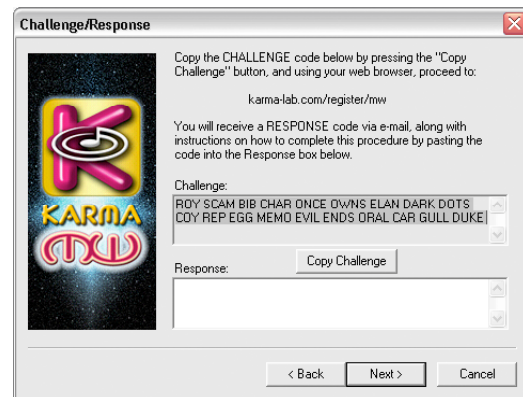 Challenge/Response
Copy the CHALLENGE code below by pressing the "Copy
Challenge" button, and using your web browser, proceed to:
karma-lab.com/register/mw
You will receive a RESPONSE code via e-mail, along with
instructions on how to complete this procedure by pasting the
code into the Response box below.
Challenge:
ROY SCAM BIB CHAR ONCE OWNS ELAN DARK DOTS
COY REP EGG MEMO EVIL ENDS ORAL CAR GULL DUKE
Copy Challenge
Response:
K
KARMA
MW
< Back
Next >
Cancel